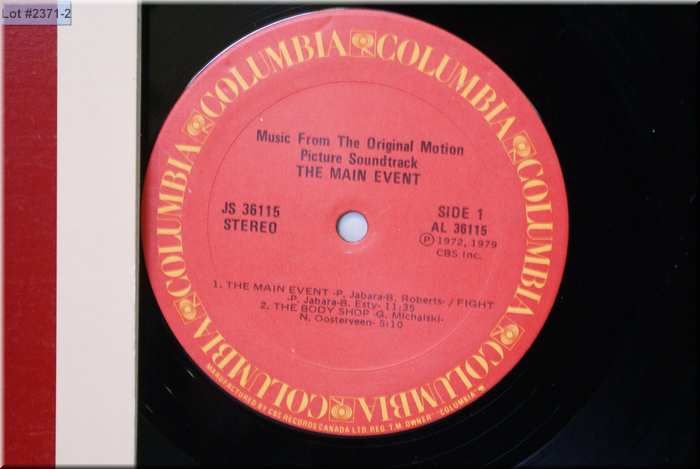 Lot #2371-2
COLUMBIA COLUMBIA COLUMBIA COLUMBIA COLUMBIA COLUMBIA
Music From The Original Motion
Picture Soundtrack
THE MAIN EVENT
JS 36115
STEREO
SIDE 1
AL 36115
Ⓟ 1972, 1979
CBS Inc.
1. THE MAIN EVENT -P. Jabara-B. Roberts- / FIGHT
-P. Jabara-B. Esty- 11:35
2. THE BODY SHOP -G. Michalski-
N. Oosterveen- 5:10
MANUFACTURED BY CBS RECORDS CANADA LTD. REG. T.M. OWNER "COLUMBIA"